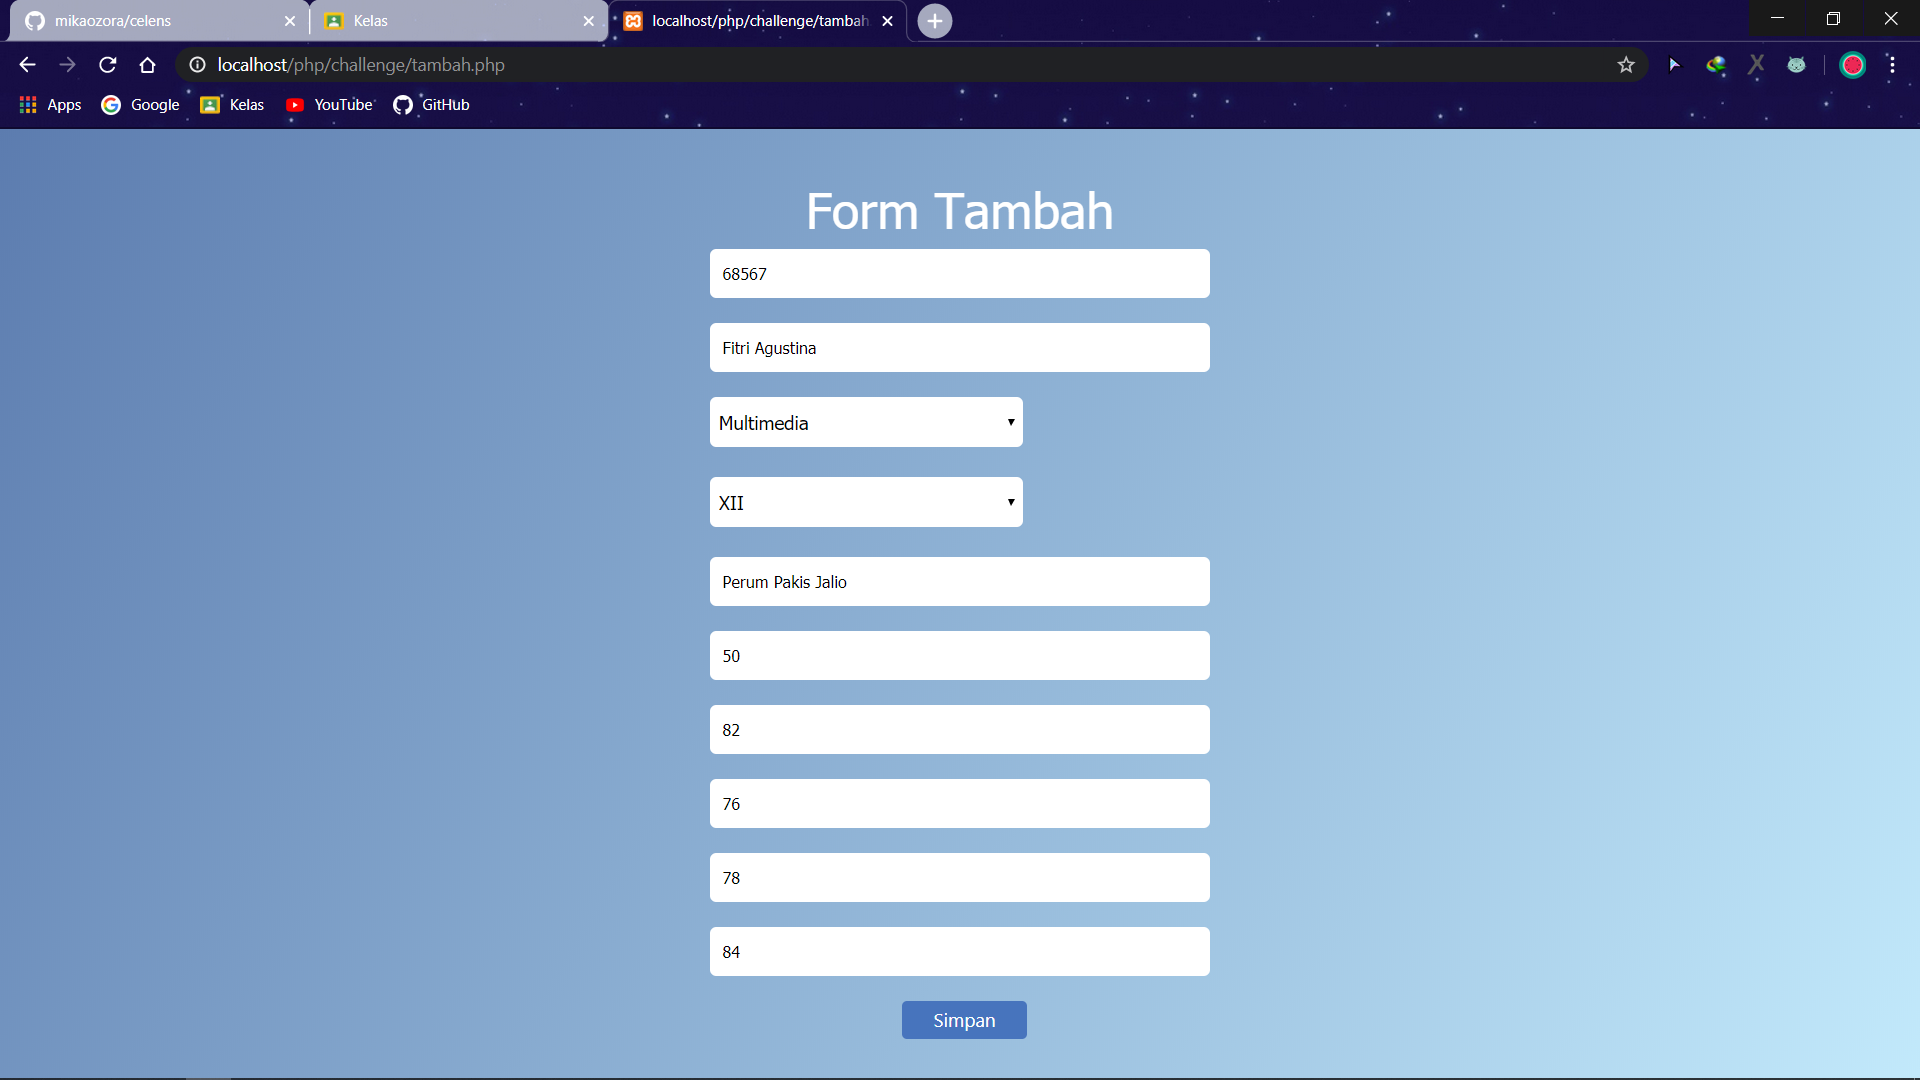 mikaozora/celens
Kelas
localhost/php/challenge/tambah.
localhost/php/challenge/tambah.php
Apps
Google
Kelas
YouTube
GitHub
Form Tambah
68567
Fitri Agustina
Multimedia
XII
Perum Pakis Jalio
50
82
76
78
84
Simpan